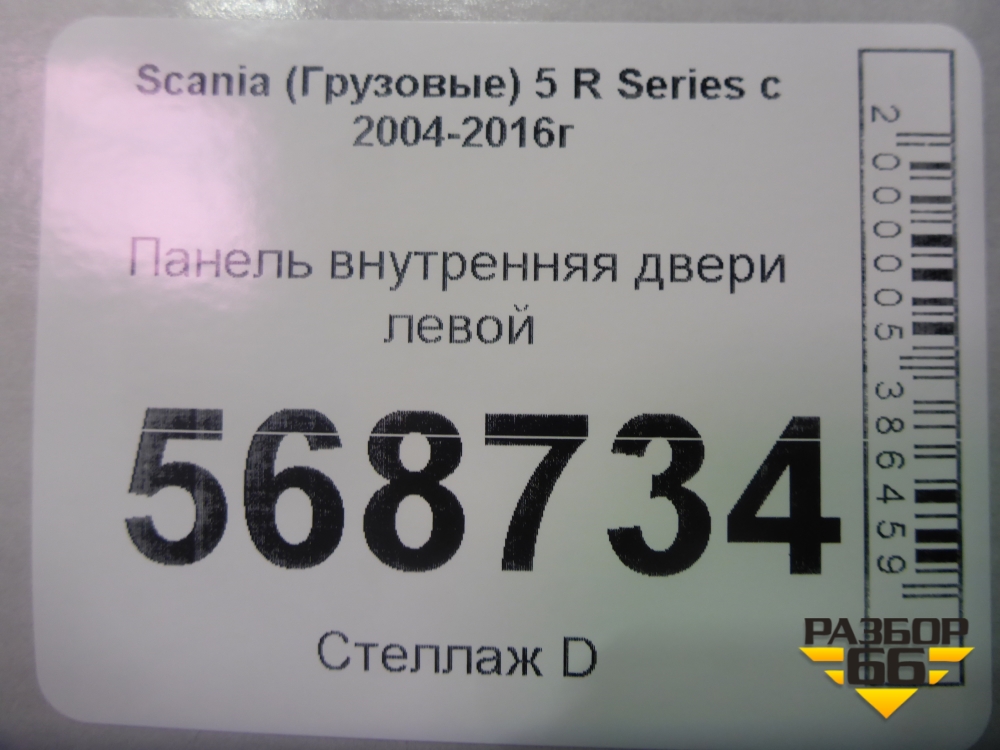 Scania (Грузовые) 5 R Series с
2004-2016г
Панель внутренняя двери
левой
568734
Стеллаж D
2000005386459
РАЗБОР
66